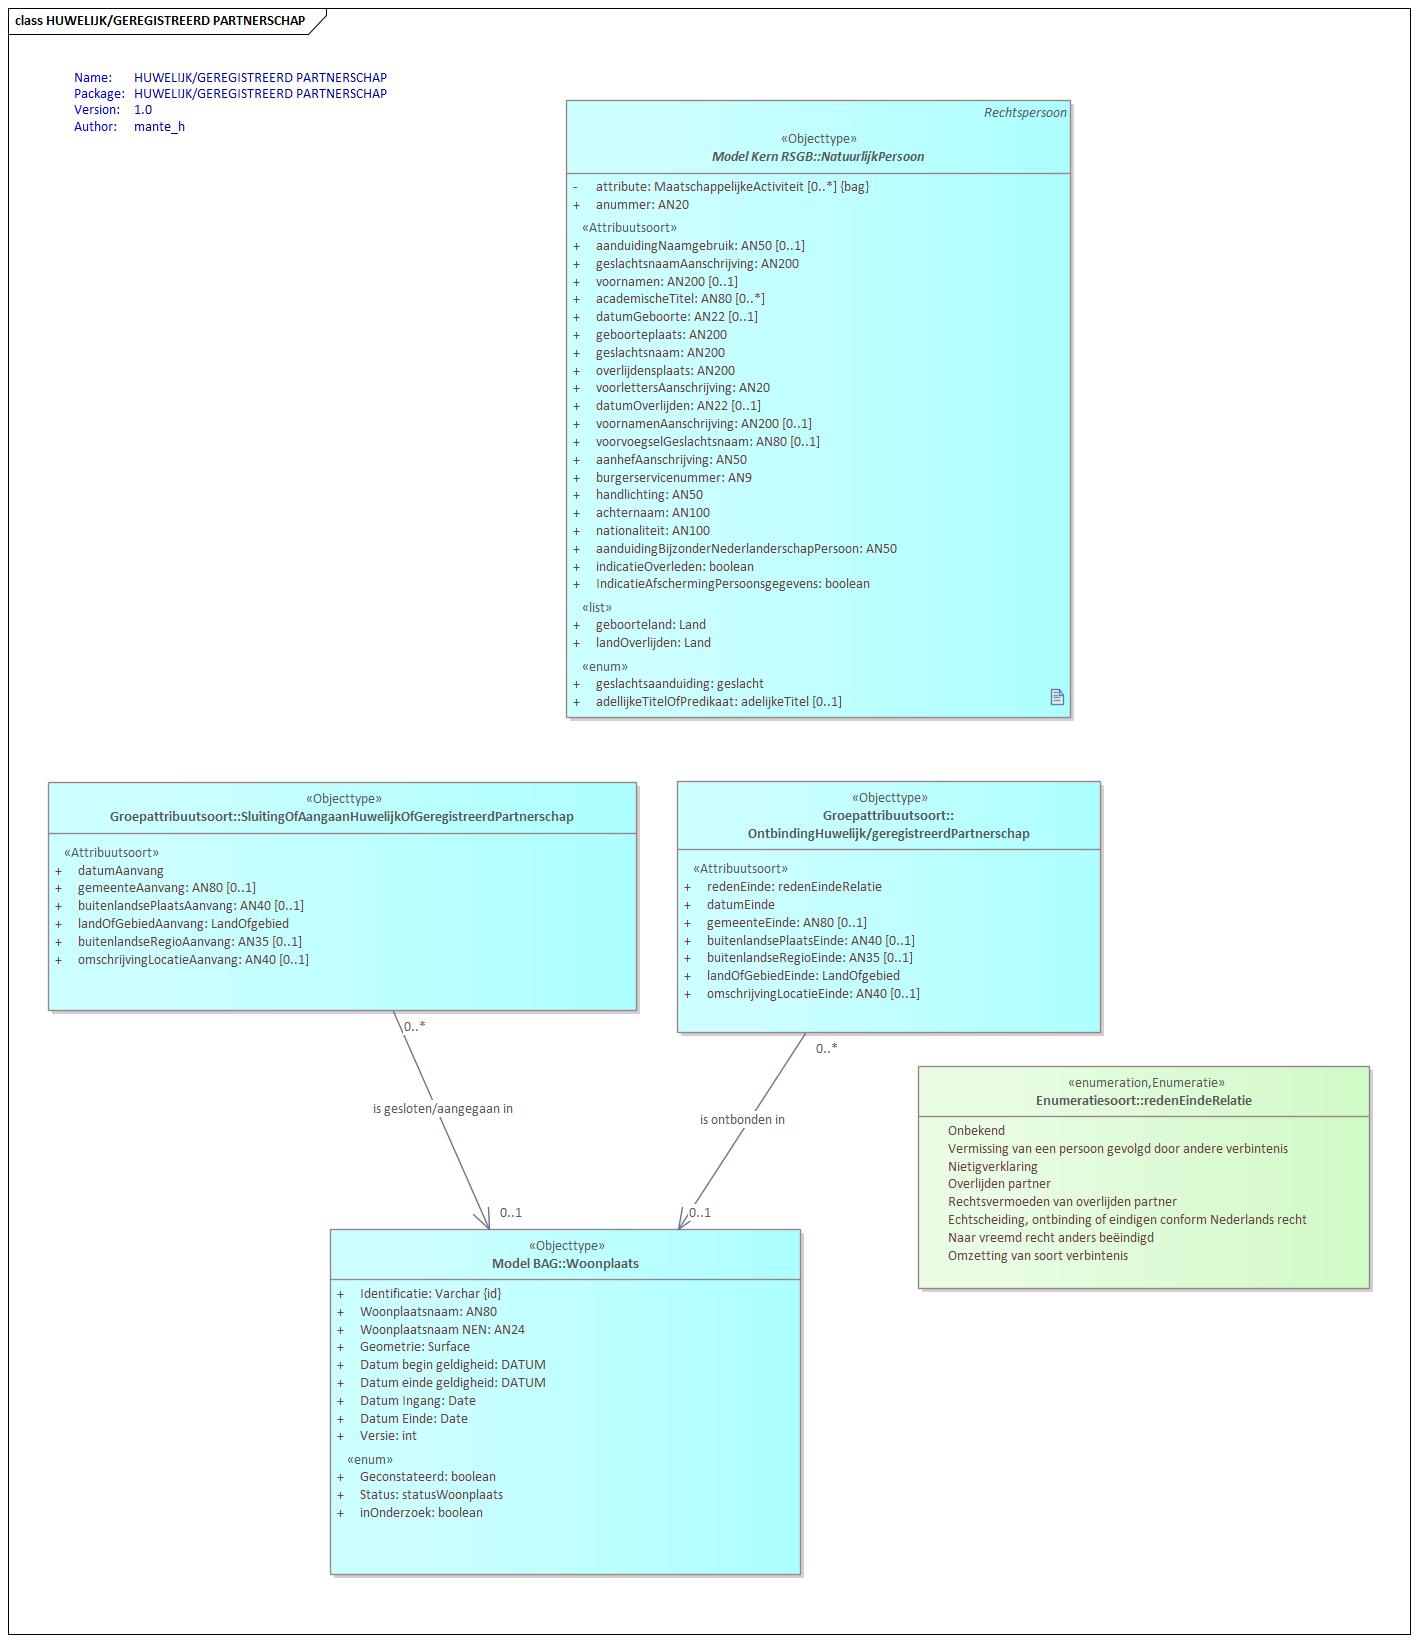 class HUWELIJK/GEREGISTREERD PARTNERSCHAP
Name: HUWELIJK/GEREGISTREERD PARTNERSCHAP
Package: HUWELIJK/GEREGISTREERD PARTNERSCHAP
Version: 1.0
Author: mante_h
Rechtspersoon
«Objecttype»
Model Kern RSGB::NatuurlijkPersoon
- attribute: MaatschappelijkeActiviteit [0..*] {bag}
+ anummer: AN20
«Attribuutsoort»
+ aanduidingNaamgebruik: AN50 [0..1]
+ geslachtsnaamAanschrijving: AN200
+ voornamen: AN200 [0..1]
+ academischeTitel: AN80 [0..*]
+ datumGeboorte: AN22 [0..1]
+ geboorteplaats: AN200
+ geslachtsnaam: AN200
+ overlijdensplaats: AN200
+ voorlettersAanschrijving: AN20
+ datumOverlijden: AN22 [0..1]
+ voornamenAanschrijving: AN200 [0..1]
+ voorvoegselGeslachtsnaam: AN80 [0..1]
+ aanhefAanschrijving: AN50
+ burgerservicenummer: AN9
+ handlichting: AN50
+ achternaam: AN100
+ nationaliteit: AN100
+ aanduidingBijzonderNederlanderschapPersoon: AN50
+ indicatieOverleden: boolean
+ IndicatieAfschermingPersoonsgegevens: boolean
«list»
+ geboorteland: Land
+ landOverlijden: Land
«enum»
+ geslachtsaanduiding: geslacht
+ adellijkeTitelOfPredikaat: adelijkeTitel [0..1]
«Objecttype»
Groepattribuutsoort::SluitingOfAangaanHuwelijkOfGeregistreerdPartnerschap
«Attribuutsoort»
+ datumAanvang
+ gemeenteAanvang: AN80 [0..1]
+ buitenlandsePlaatsAanvang: AN40 [0..1]
+ landOfGebiedAanvang: LandOfgebied
+ buitenlandseRegioAanvang: AN35 [0..1]
+ omschrijvingLocatieAanvang: AN40 [0..1]
«Objecttype»
Groepattribuutsoort::
OntbindingHuwelijk/geregistreerdPartnerschap
«Attribuutsoort»
+ redenEinde: redenEindeRelatie
+ datumEinde
+ gemeenteEinde: AN80 [0..1]
+ buitenlandsePlaatsEinde: AN40 [0..1]
+ buitenlandseRegioEinde: AN35 [0..1]
+ landOfGebiedEinde: LandOfgebied
+ omschrijvingLocatieEinde: AN40 [0..1]
0..*
0..*
is gesloten/aangegaan in
is ontbonden in
0..1
0..1
«enumeration,Enumeratie»
Enumeratiesoort::redenEindeRelatie
Onbekend
Vermissing van een persoon gevolgd door andere verbintenis
Nietigverklaring
Overlijden partner
Rechtsvermoeden van overlijden partner
Echtscheiding, ontbinding of eindigen conform Nederlands recht
Naar vreemd recht anders beëindigd
Omzetting van soort verbintenis
«Objecttype»
Model BAG::Woonplaats
+ Identificatie: Varchar {id}
+ Woonplaatsnaam: AN80
+ Woonplaatsnaam NEN: AN24
+ Geometrie: Surface
+ Datum begin geldigheid: DATUM
+ Datum einde geldigheid: DATUM
+ Datum Ingang: Date
+ Datum Einde: Date
+ Versie: int
«enum»
+ Geconstateerd: boolean
+ Status: statusWoonplaats
+ inOnderzoek: boolean